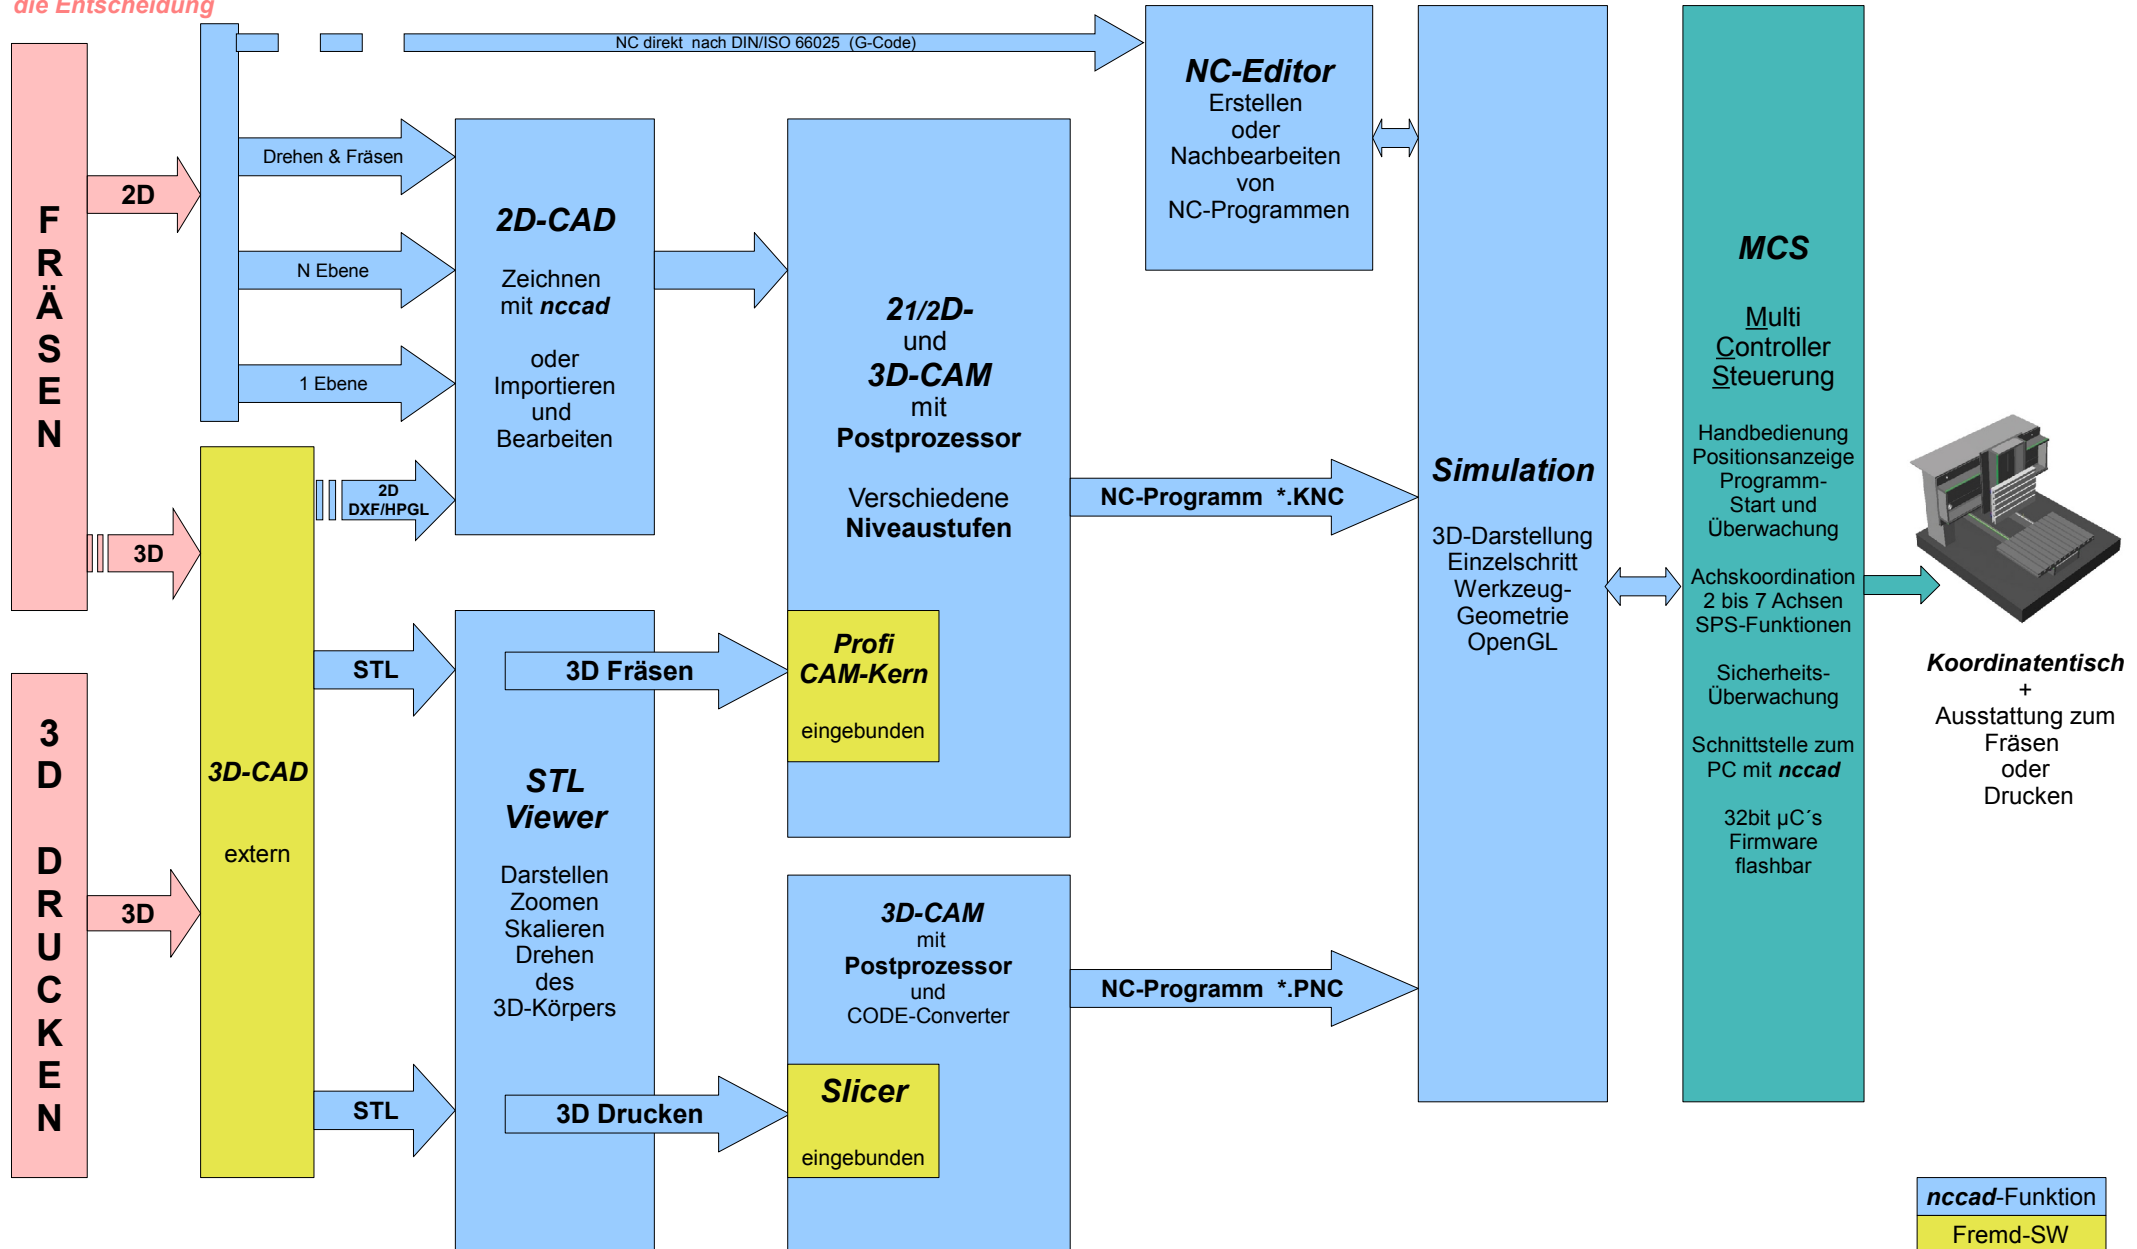 die Entscheidung
F
R
Ä
S
E
N
2D
3D
3
D
D
R
U
C
K
E
N
3D
NC direkt nach DIN/ISO 66025 (G-Code)
Drehen & Fräsen
N Ebene
1 Ebene
3D-CAD
extern
2D
DXF/HPGL
STL
STL
2D-CAD
Zeichnen
mit nccad
oder
Importieren
und
Bearbeiten
STL
Viewer
Darstellen
Zoomen
Skalieren
Drehen
des
3D-Körpers
3D Fräsen
3D Drucken
21/2D-
und
3D-CAM
mit
Postprozessor
Verschiedene
Niveaustufen
Profi
CAM-Kern
eingebunden
3D-CAM
mit
Postprozessor
und
CODE-Converter
Slicer
eingebunden
NC-Programm *.KNC
NC-Programm *.PNC
NC-Editor
Erstellen
oder
Nachbearbeiten
von
NC-Programmen
Simulation
3D-Darstellung
Einzelschritt
Werkzeug-
Geometrie
OpenGL
MCS
Multi
Controller
Steuerung
Handbedienung
Positionsanzeige
Programm-
Start und
Überwachung
Achskoordination
2 bis 7 Achsen
SPS-Funktionen
Sicherheits-
Überwachung
Schnittstelle zum
PC mit nccad
32bit µC´s
Firmware
flashbar
Koordinatentisch
+
Ausstattung zum
Fräsen
oder
Drucken
nccad-Funktion
Fremd-SW